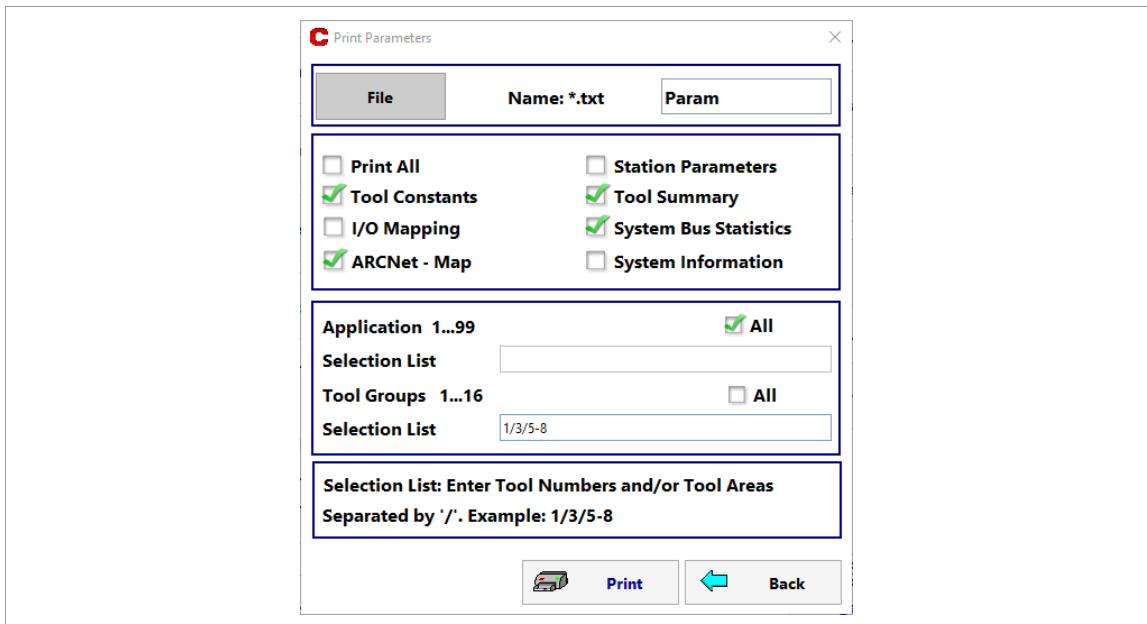 Print Parameters
File Name: *.txt Param
Print All Station Parameters
Tool Constants Tool Summary
I/O Mapping System Bus Statistics
ARCNet - Map System Information
Application 1...99 All
Selection List
Tool Groups 1...16 All
Selection List 1/3/5-8
Selection List: Enter Tool Numbers and/or Tool Areas
Separated by '/'. Example: 1/3/5-8
Print Back